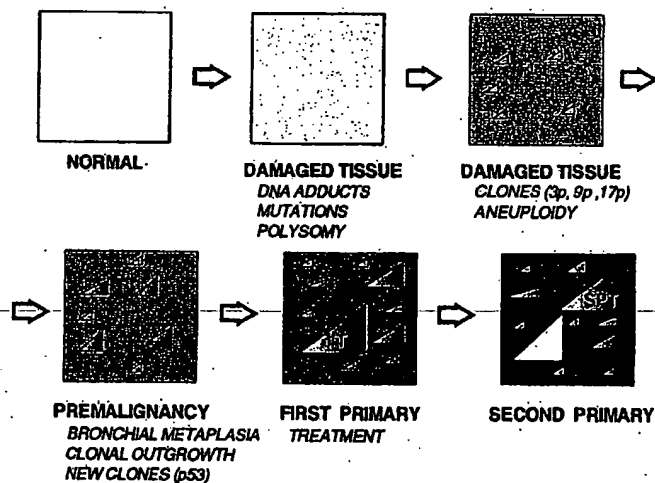 NORMAL
DAMAGED TISSUE
DNA ADDUCTS
MUTATIONS
POLYSOMY
DAMAGED TISSUE
CLONES (3p, 9p ,17p)
ANEUPLOIDY
PREMALIGNANCY
BRONCHIAL METAPLASIA
CLONAL OUTGROWTH
NEW CLONES (p53)
FIRST PRIMARY
TREATMENT
SPT
SECOND PRIMARY